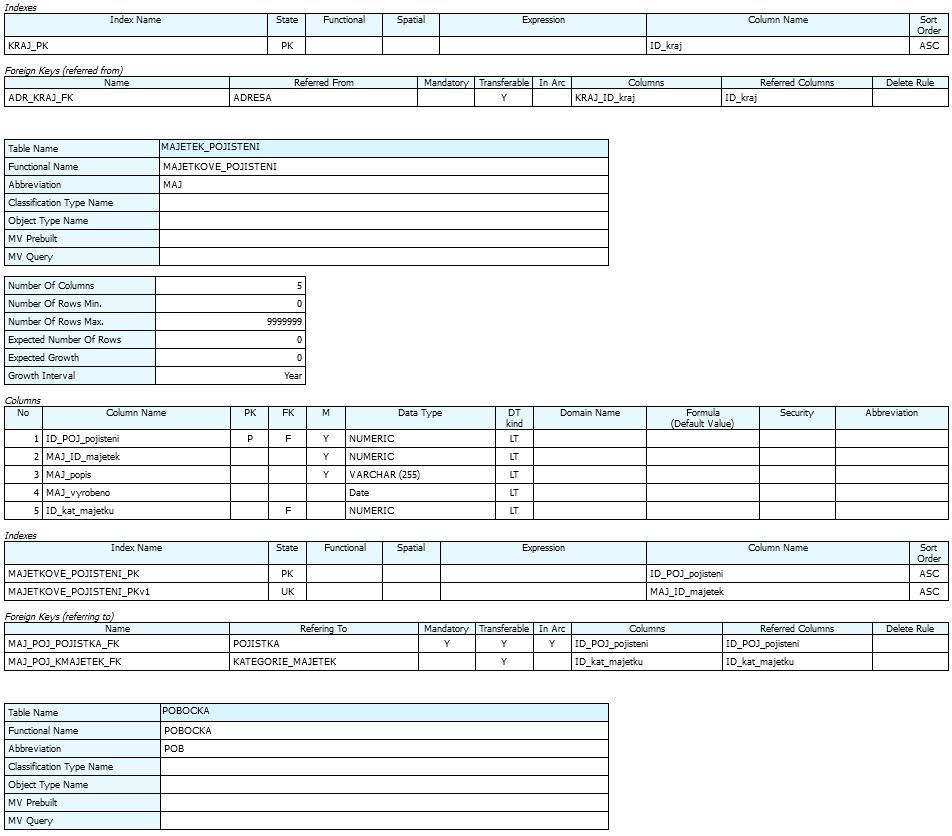 Indexes
Index Name State Functional Spatial Expression Column Name Sort Order
KRAJ_PK PK ID_kraj ASC
Foreign Keys (referred from)
Name Referred From Mandatory Transferable In Arc Columns Referred Columns Delete Rule
ADR_KRAJ_FK ADRESA Y KRAJ_ID_kraj ID_kraj
Table Name MAJETEK_POJISTENI
Functional Name MAJETKOVE_POJISTENI
Abbreviation MAJ
Classification Type Name
Object Type Name
MV Prebuilt
MV Query
Number Of Columns 5
Number Of Rows Min. 0
Number Of Rows Max. 9999999
Expected Number Of Rows 0
Expected Growth 0
Growth Interval Year
Columns
No Column Name PK FK M Data Type DT kind Domain Name Formula (Default Value) Security Abbreviation
1 ID_POJ_pojisteni P F Y NUMERIC LT
2 MAJ_ID_majetek Y NUMERIC LT
3 MAJ_popis Y VARCHAR (255) LT
4 MAJ_vyrobeno Date LT
5 ID_kat_majetku F NUMERIC LT
Indexes
Index Name State Functional Spatial Expression Column Name Sort Order
MAJETKOVE_POJISTENI_PK PK ID_POJ_pojisteni ASC
MAJETKOVE_POJISTENI_PKv1 UK MAJ_ID_majetek ASC
Foreign Keys (referring to)
Name Refering To Mandatory Transferable In Arc Columns Referred Columns Delete Rule
MAJ_POJ_POJISTKA_FK POJISTKA Y Y Y ID_POJ_pojisteni ID_POJ_pojisteni
MAJ_POJ_KMAJETEK_FK KATEGORIE_MAJETEK Y ID_kat_majetku ID_kat_majetku
Table Name POBOCKA
Functional Name POBOCKA
Abbreviation POB
Classification Type Name
Object Type Name
MV Prebuilt
MV Query